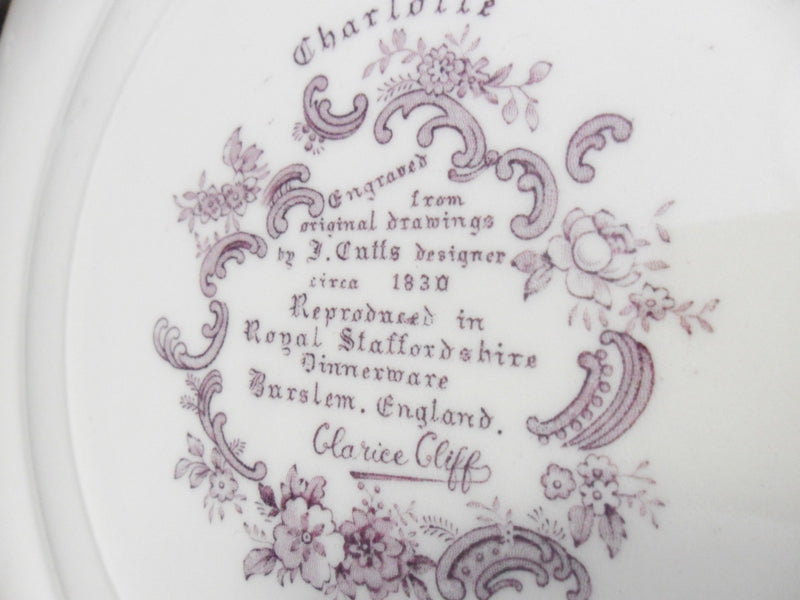 Charlotte
Engraved
from
original drawings
by J. Cutts designer
circa 1830
Reproduced in
Royal Staffordshire
Dinnerware
Burslem. England.
Clarice Cliff